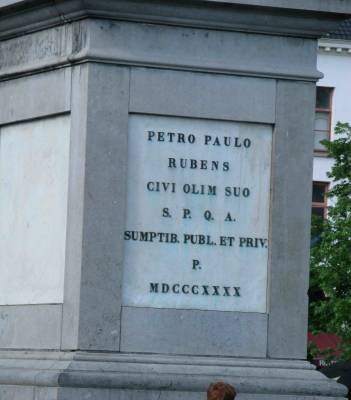 PETRO PAULO
RUBENS
CIVI OLIM SUO
S. P. Q. A.
SUMPTIB. PUBL. ET PRIV.
P.
MDCCCXXXX